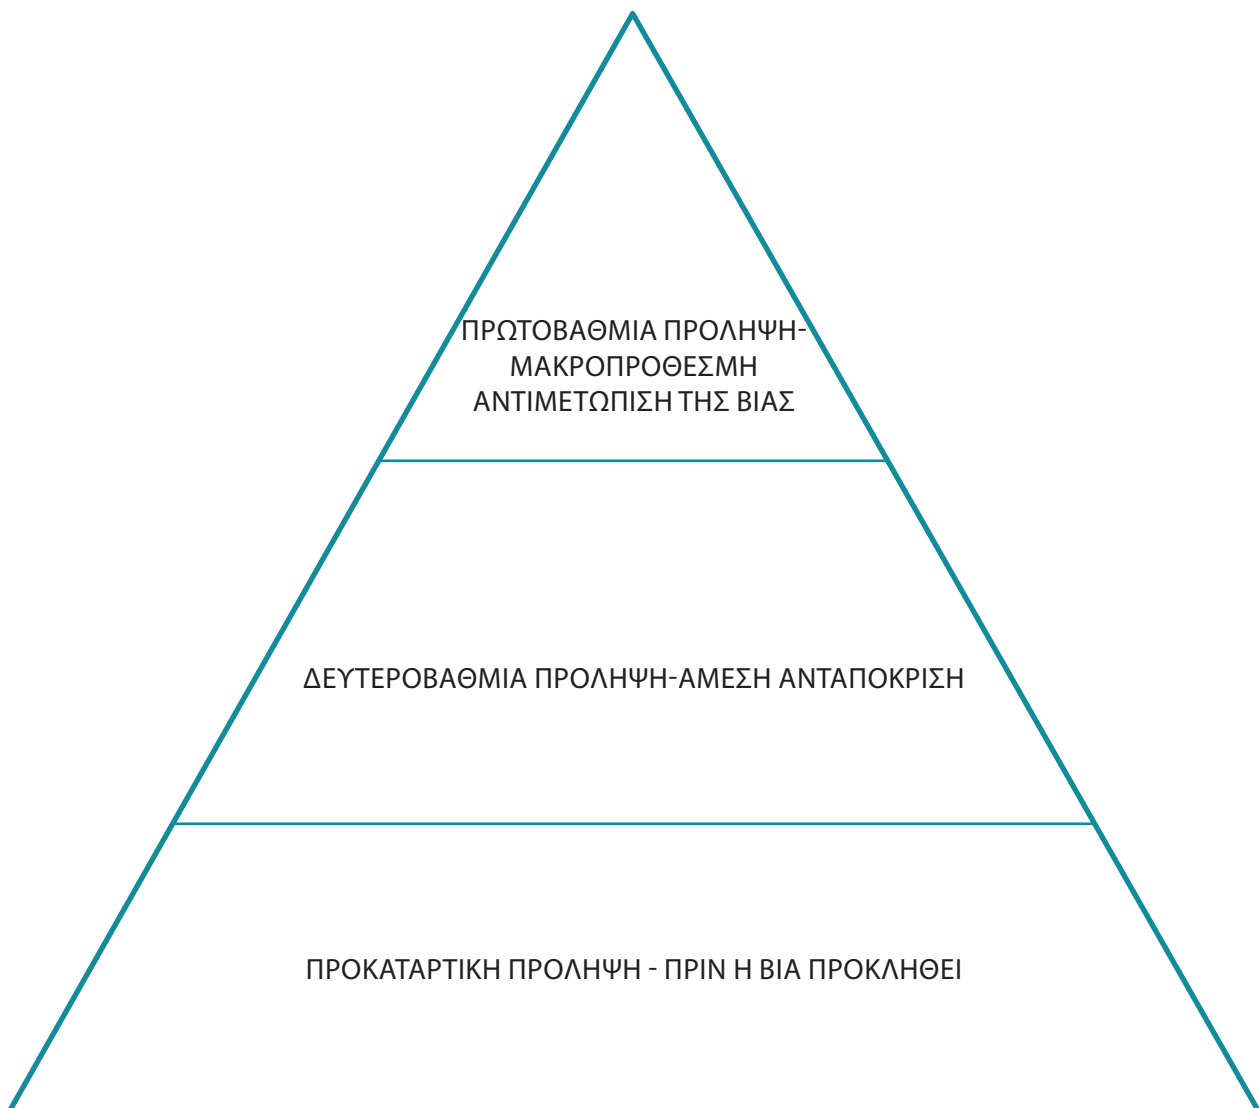 ΠΡΩΤΟΒΑΘΜΙΑ ΠΡΟΛΗΨΗ-
ΜΑΚΡΟΠΡΟΘΕΣΜΗ
ΑΝΤΙΜΕΤΩΠΙΣΗ ΤΗΣ ΒΙΑΣ
ΔΕΥΤΕΡΟΒΑΘΜΙΑ ΠΡΟΛΗΨΗ-ΑΜΕΣΗ ΑΝΤΑΠΟΚΡΙΣΗ
ΠΡΟΚΑΤΑΡΤΙΚΗ ΠΡΟΛΗΨΗ - ΠΡΙΝ Η ΒΙΑ ΠΡΟΚΛΗΘΕΙ